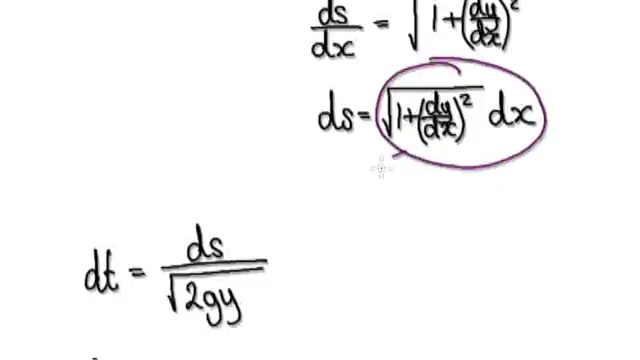 ds/dx = √(1+(dy/dx)²)
ds = √(1+(dy/dx)²) dx
dt = ds/√(2gy)